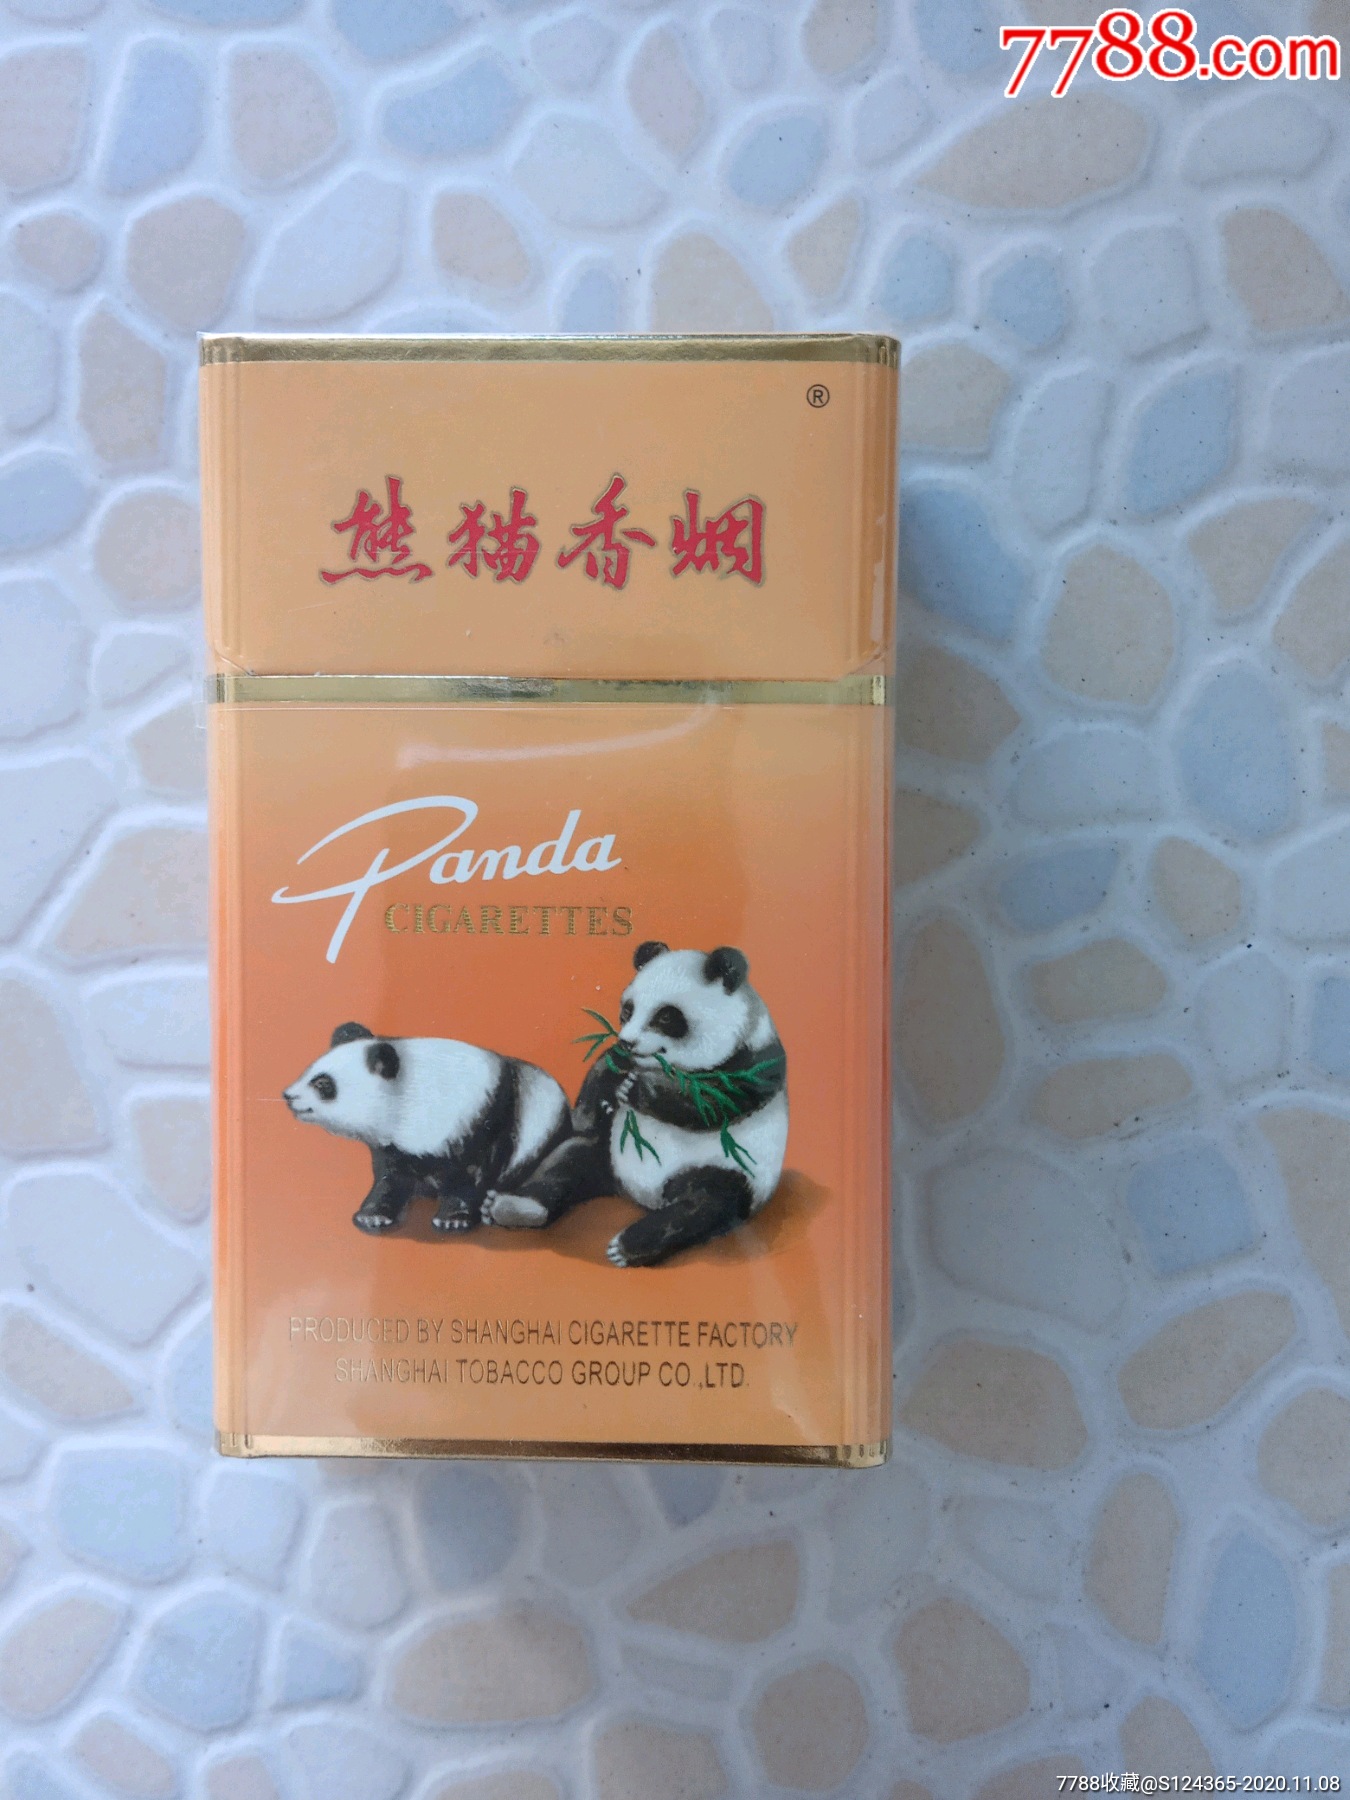 7788.com
®
熊猫香烟
Panda
CIGARETTES
PRODUCED BY SHANGHAI CIGARETTE FACTORY
SHANGHAI TOBACCO GROUP CO.,LTD.
7788收藏@S124365-2020.11.08